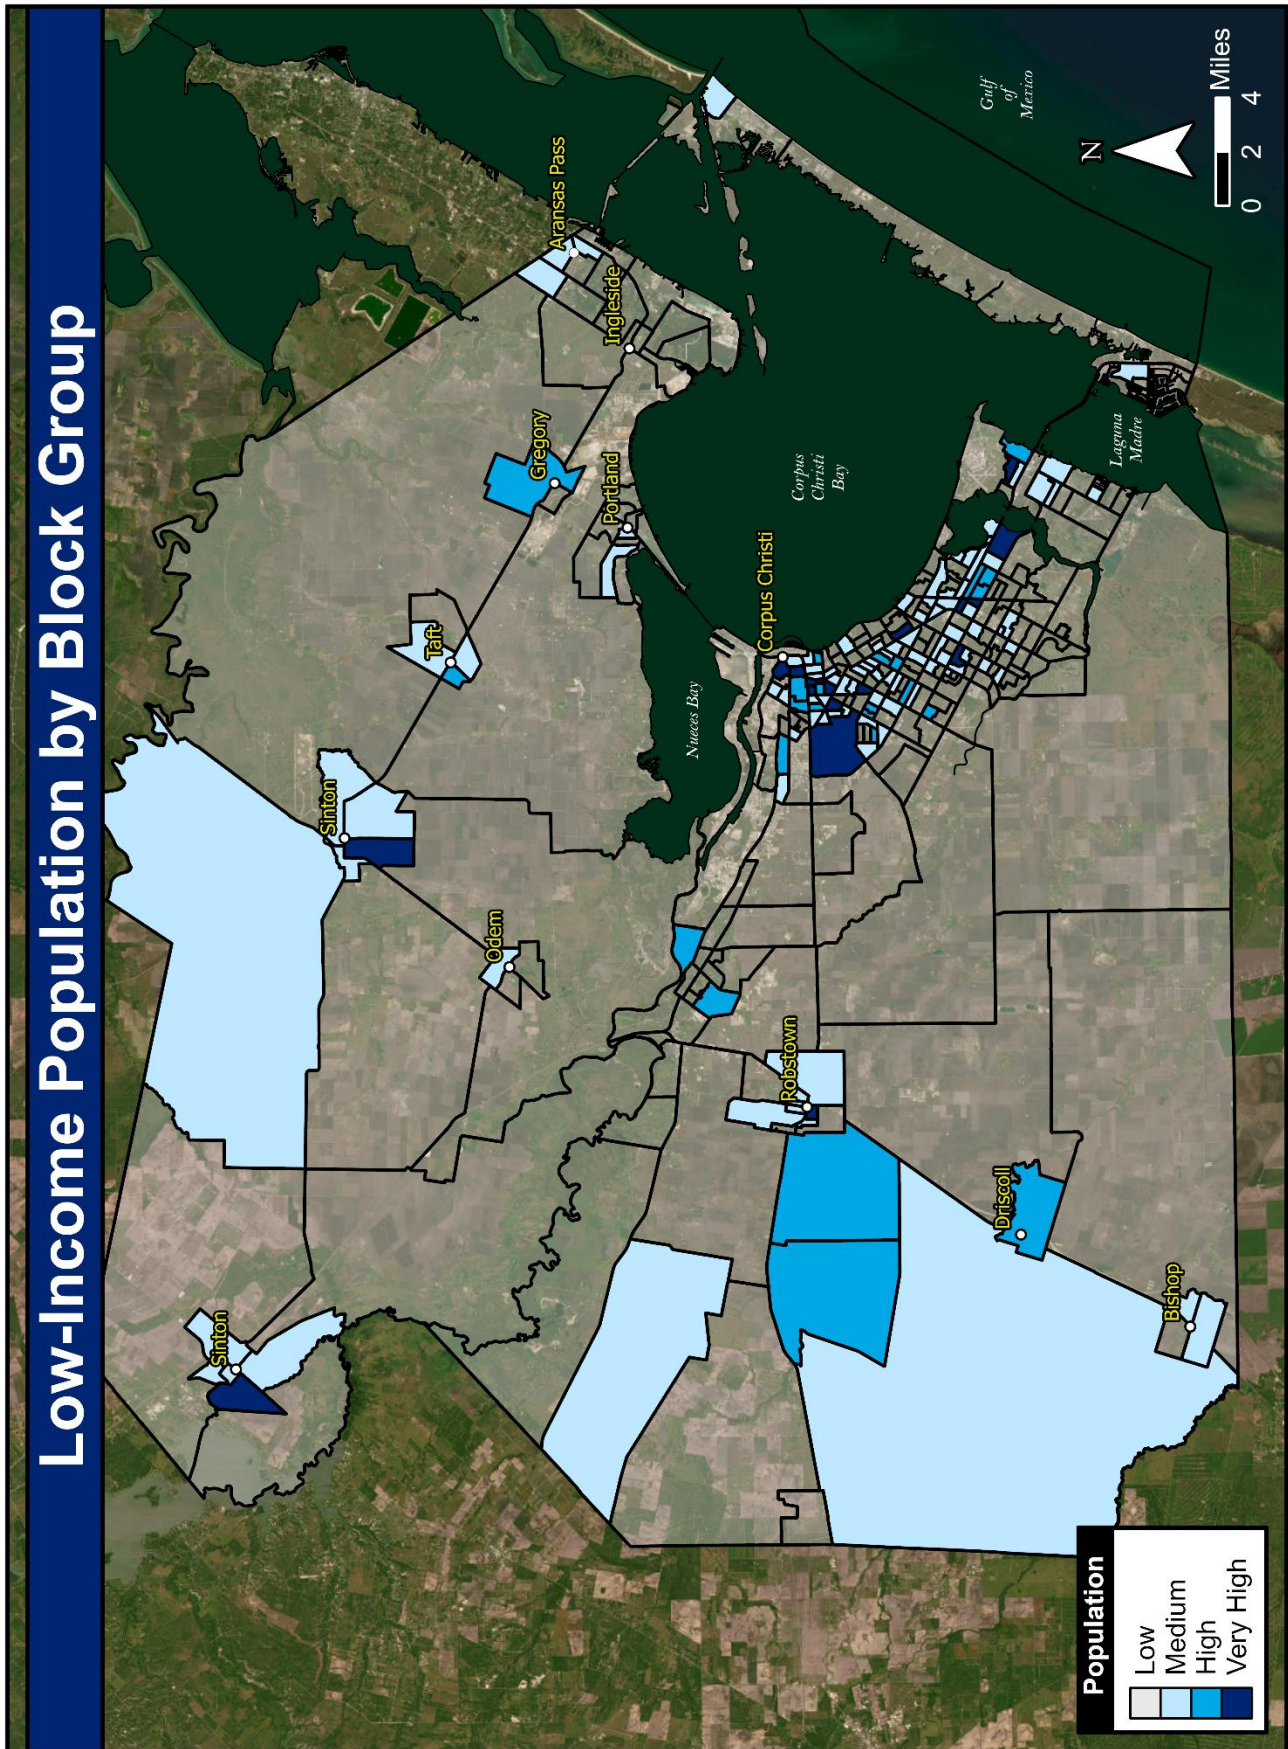 Low-Income Population by Block Group
Sinton
Sinton
Odem
Taft
Gregory
Aransas Pass
Ingleside
Portland
Nueces Bay
Corpus Christi
Corpus
Christi
Bay
Gulf
of
Mexico
Robstown
Driscoll
Bishop
Laguna
Madre
N
Miles
0 2 4
Population
Low
Medium
High
Very High